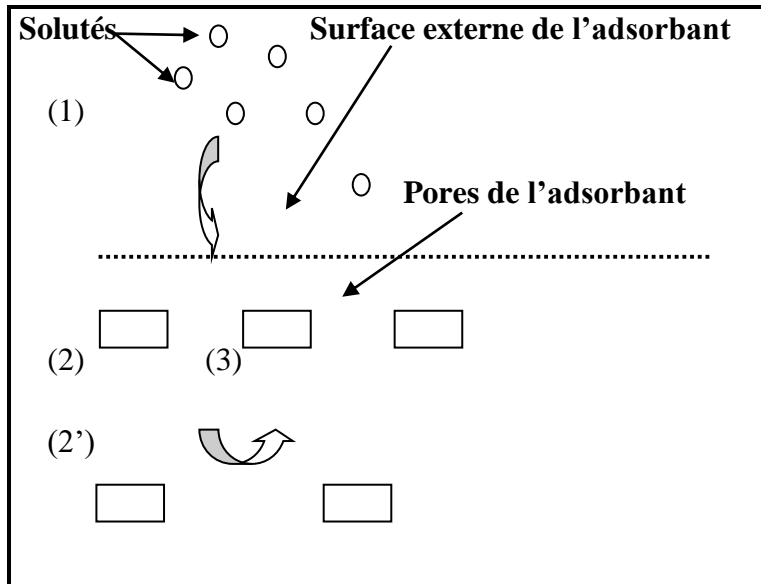 Solutés
Surface externe de l’adsorbant
(1)
Pores de l’adsorbant
(2)
(3)
(2’)